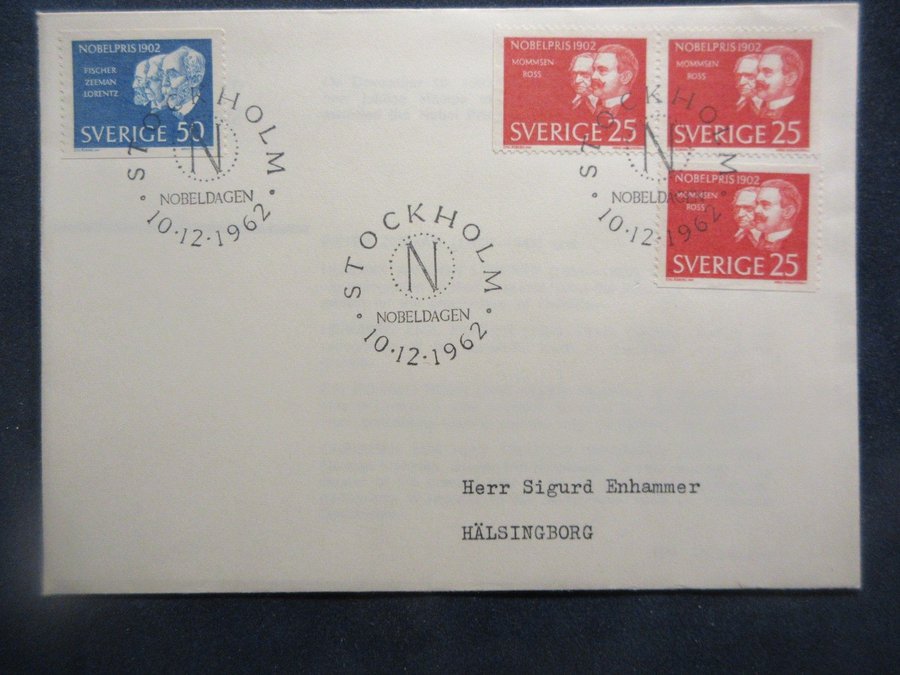 NOBELPRIS 1902
FISCHER
ZEEMAN
LORENTZ
SVERIGE 50
NOBELPRIS 1902
MOMMSEN
ROSS
SVERIGE 25
NOBELPRIS 1902
MOMMSEN
ROSS
SVERIGE 25
NOBELPRIS 1902
MOMMSEN
ROSS
SVERIGE 25
STOCKHOLM
N
NOBELDAGEN
10·12·1962
STOCKHOLM
N
NOBELDAGEN
10·12·1962
STOCKHOLM
N
NOBELDAGEN
10·12·1962
Herr Sigurd Enhammer
HÄLSINGBORG